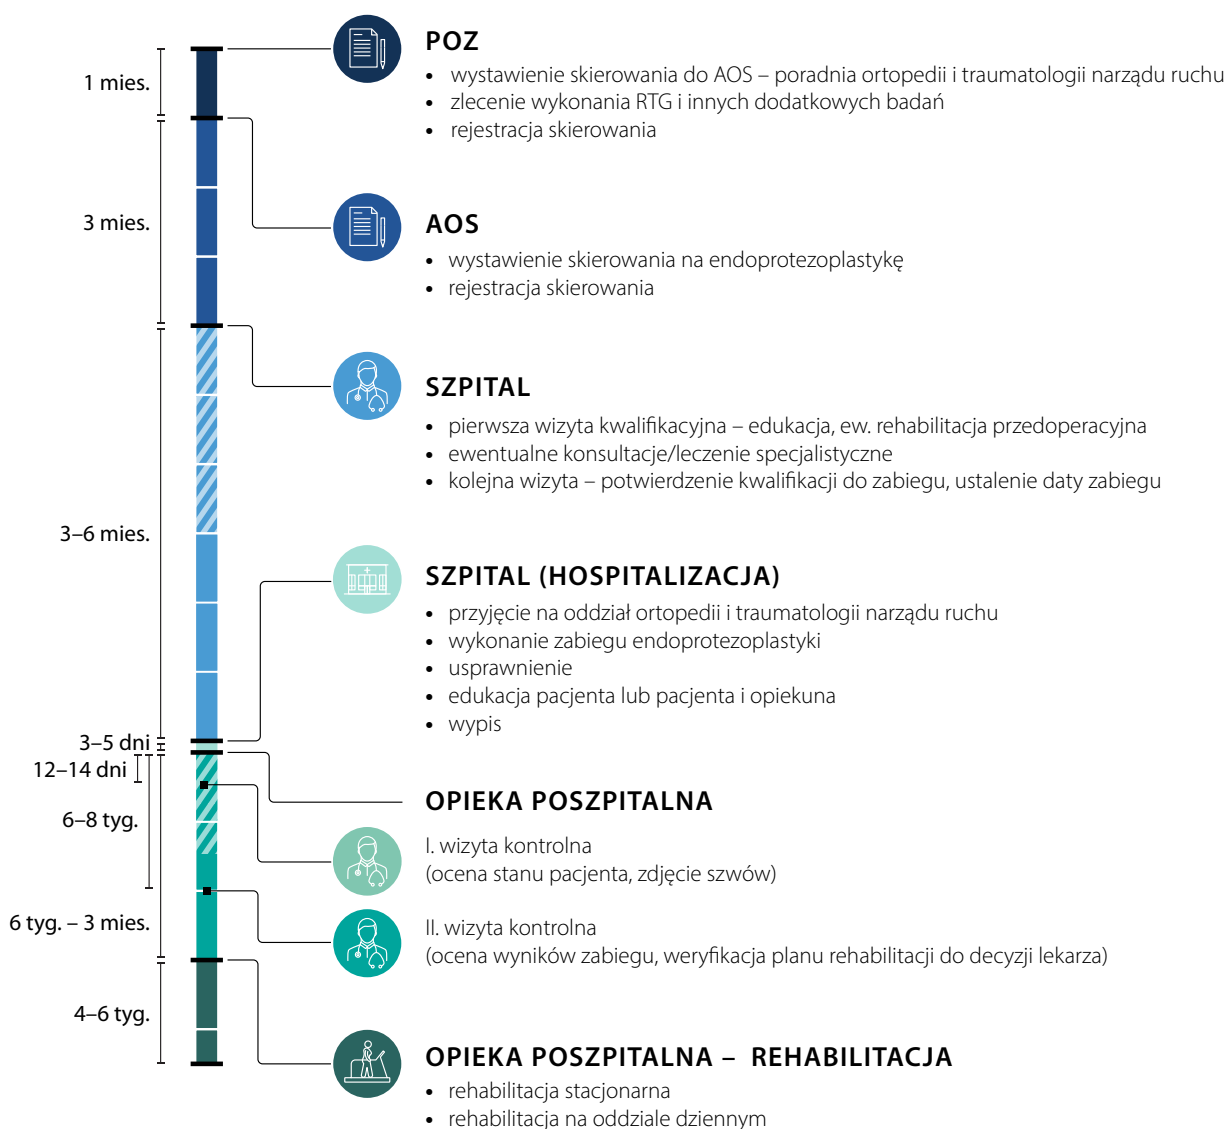 POZ
• wystawienie skierowania do AOS – poradnia ortopedii i traumatologii narządu ruchu
• zlecenie wykonania RTG i innych dodatkowych badań
• rejestracja skierowania
1 mies.
3 mies.
AOS
• wystawienie skierowania na endoprotezoplastykę
• rejestracja skierowania
SZPITAL
• pierwsza wizyta kwalifikacyjna – edukacja, ew. rehabilitacja przedoperacyjna
• ewentualne konsultacje/leczenie specjalistyczne
• kolejna wizyta – potwierdzenie kwalifikacji do zabiegu, ustalenie daty zabiegu
3–6 mies.
SZPITAL (HOSPITALIZACJA)
• przyjęcie na oddział ortopedii i traumatologii narządu ruchu
• wykonanie zabiegu endoprotezoplastyki
• usprawnienie
• edukacja pacjenta lub pacjenta i opiekuna
• wypis
3–5 dni
12–14 dni
6–8 tyg.
6 tyg. – 3 mies.
OPIEKA POSZPITALNA
I. wizyta kontrolna
(ocena stanu pacjenta, zdjęcie szwów)
II. wizyta kontrolna
(ocena wyników zabiegu, weryfikacja planu rehabilitacji do decyzji lekarza)
4–6 tyg.
OPIEKA POSZPITALNA – REHABILITACJA
• rehabilitacja stacjonarna
• rehabilitacja na oddziale dziennym